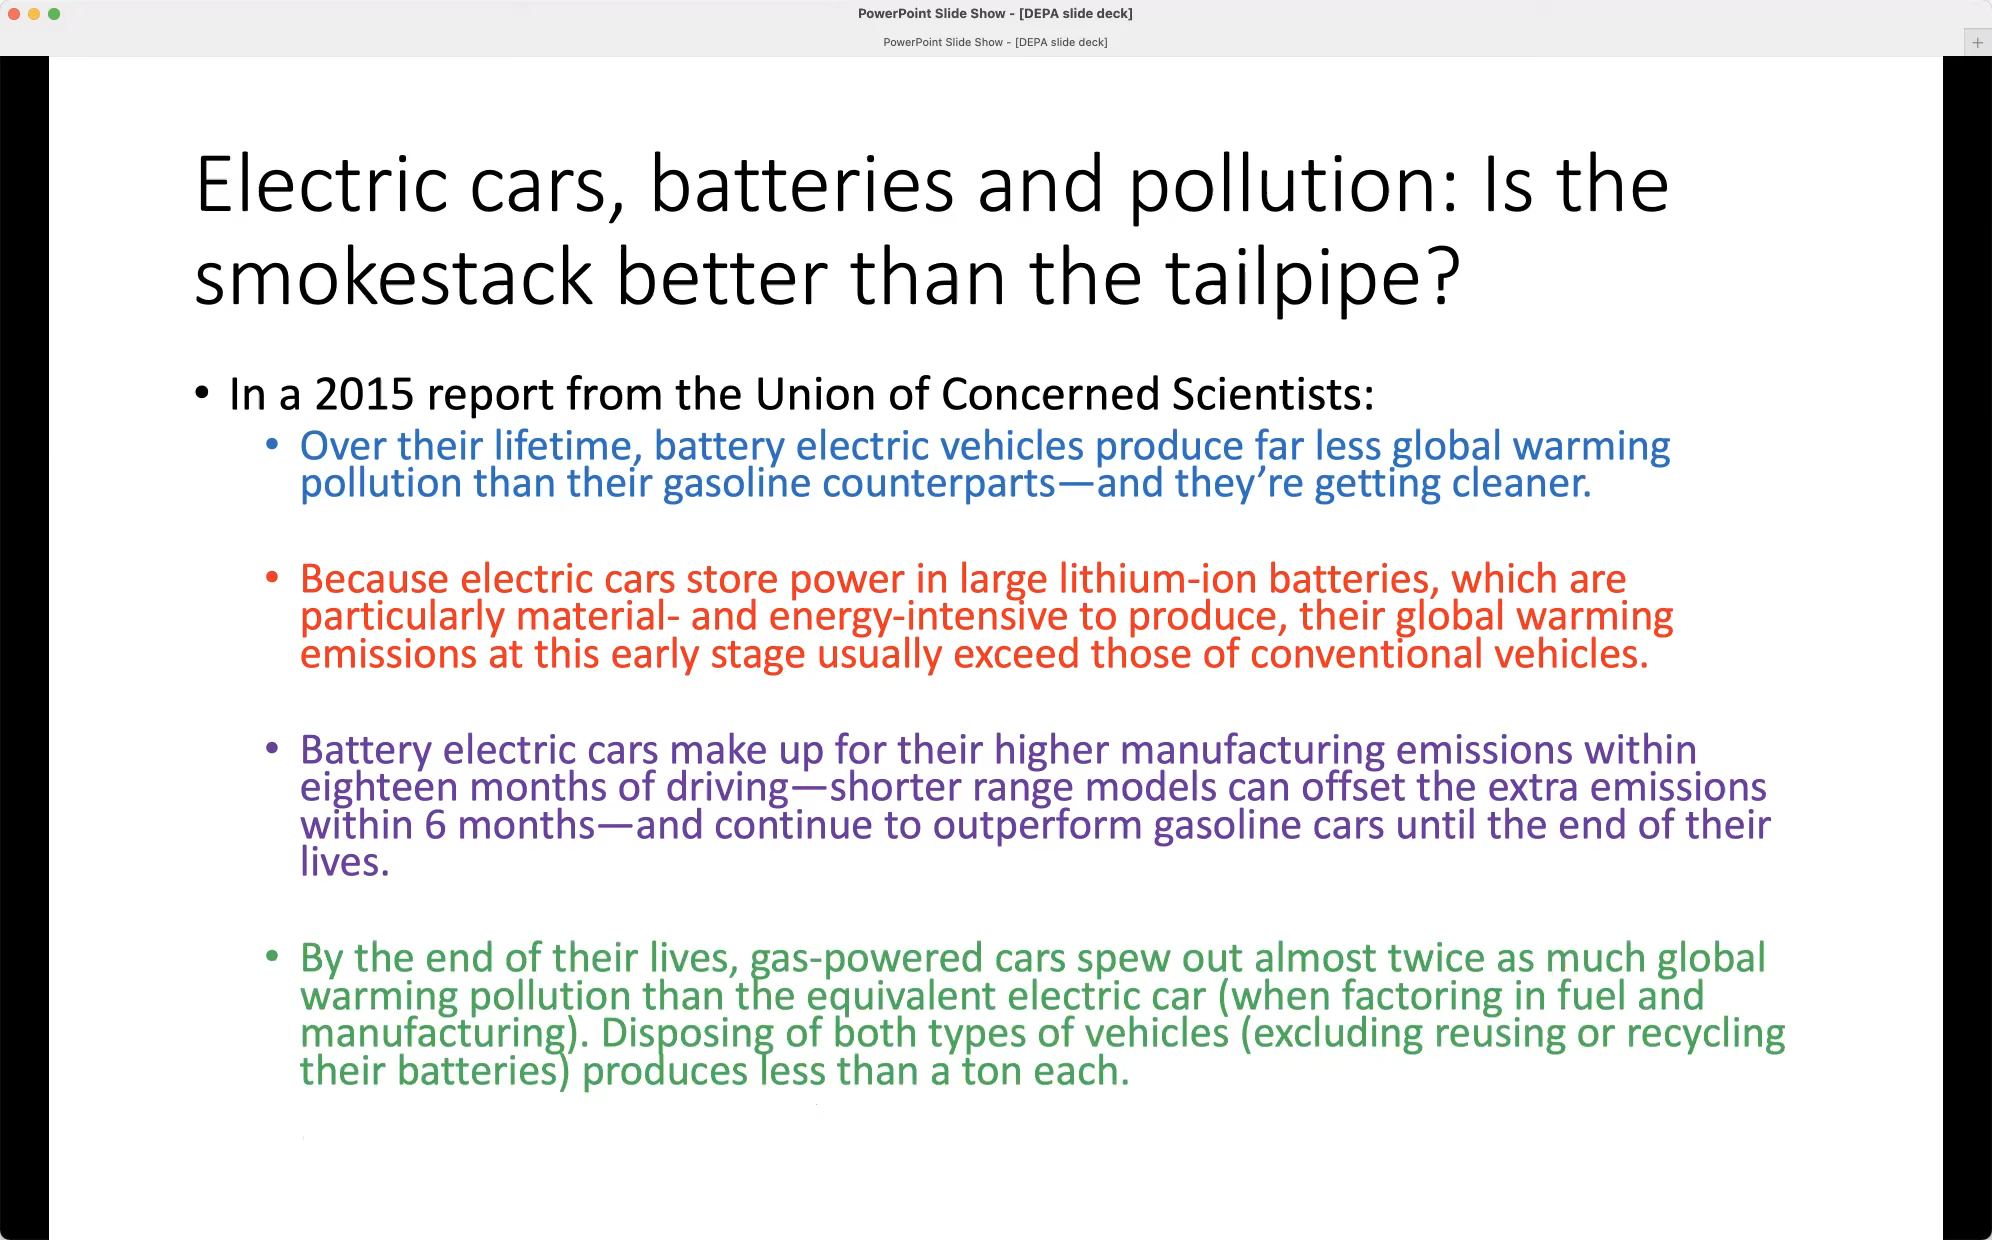 PowerPoint Slide Show - [DEPA slide deck]
PowerPoint Slide Show - [DEPA slide deck]
Electric cars, batteries and pollution: Is the
smokestack better than the tailpipe?
• In a 2015 report from the Union of Concerned Scientists:
• Over their lifetime, battery electric vehicles produce far less global warming
pollution than their gasoline counterparts—and they’re getting cleaner.
• Because electric cars store power in large lithium-ion batteries, which are
particularly material- and energy-intensive to produce, their global warming
emissions at this early stage usually exceed those of conventional vehicles.
• Battery electric cars make up for their higher manufacturing emissions within
eighteen months of driving—shorter range models can offset the extra emissions
within 6 months—and continue to outperform gasoline cars until the end of their
lives.
• By the end of their lives, gas-powered cars spew out almost twice as much global
warming pollution than the equivalent electric car (when factoring in fuel and
manufacturing). Disposing of both types of vehicles (excluding reusing or recycling
their batteries) produces less than a ton each.